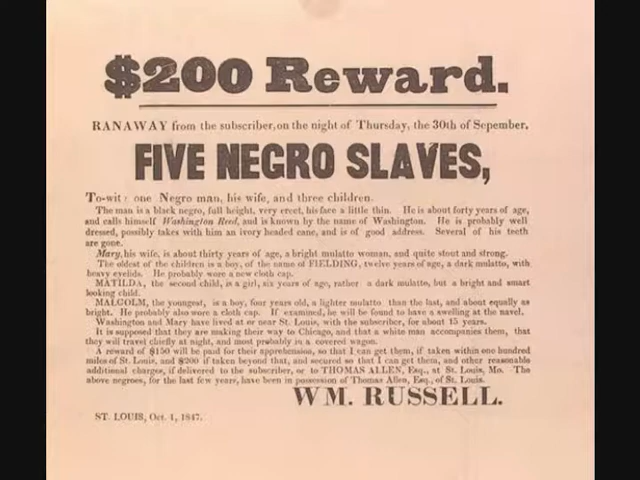 $200 Reward.
RANAWAY from the subscriber, on the night of Thursday, the 30th of Sepember,
FIVE NEGRO SLAVES,
To-wit : one Negro man, his wife, and three children.
The man is a black negro, full height, very erect, his face a little thin. He is about forty years of age,
and calls himself Washington Reed, and is known by the name of Washington. He is probably well
dressed, possibly takes with him an ivory headed cane, and is of good address. Several of his teeth
are gone.
Mary, his wife, is about thirty years of age, a bright mulatto woman, and quite stout and strong.
The oldest of the children is a boy, of the name of FIELDING, twelve years of age, a dark mulatto, with
heavy eyelids. He probably wore a new cloth cap.
MATILDA, the second child, is a girl, six years of age, rather a dark mulatto, but a bright and smart
looking child.
MALCOLM, the youngest, is a boy, four years old, a lighter mulatto than the last, and about equally as
bright. He probably also wore a cloth cap. If examined, he will be found to have a swelling at the navel.
Washington and Mary have lived at or near St. Louis, with the subscriber, for about 15 years.
It is supposed that they are making their way to Chicago, and that a white man accompanies them, that
they will travel chiefly at night, and most probably in a covered wagon.
A reward of $150 will be paid for their apprehension, so that I can get them, if taken within one hundred
miles of St. Louis, and $200 if taken beyond that, and secured so that I can get them, and other reasonable
additional charges, if delivered to the subscriber, or to THOMAS ALLEN, Esq., at St. Louis, Mo. The
above negroes, for the last few years, have been in possession of Thomas Allen, Esq., of St. Louis.
WM. RUSSELL.
ST. LOUIS, Oct. 1, 1847.